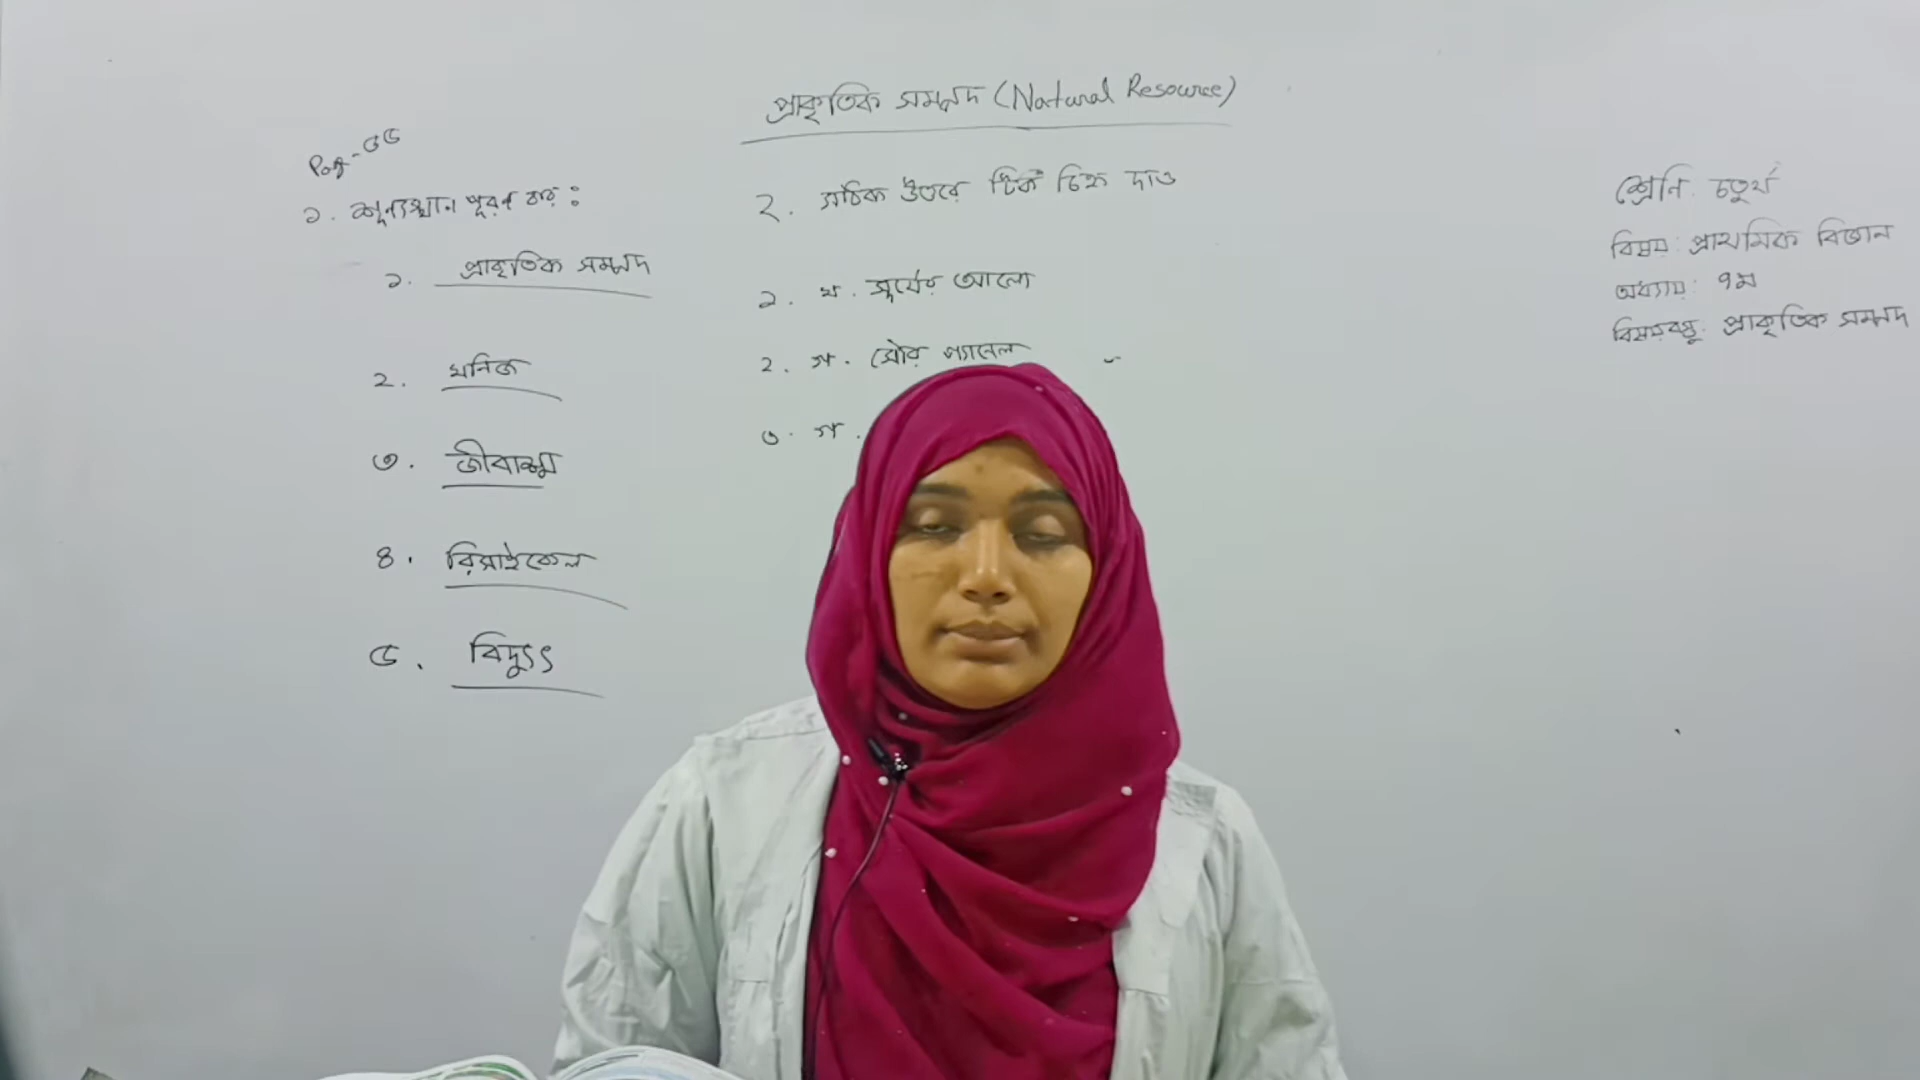 প্রাকৃতিক সম্পদ (Natural Resource)
Pag-৫৫
১. শূন্যস্থান পূরণ কর :
১. প্রাকৃতিক সম্পদ
২. খনিজ
৩. জীবাশ্ম
৪. রিসাইকেল
৫. বিদ্যুৎ
২. সঠিক উত্তরে টিক চিহ্ন দাও
১. খ. সূর্যের আলো
২. গ. সৌর প্যানেল
৩. গ.
শ্রেণি: চতুর্থ
বিষয়: প্রাথমিক বিজ্ঞান
অধ্যায়: ৭ম
বিষয়বস্তু: প্রাকৃতিক সম্পদ